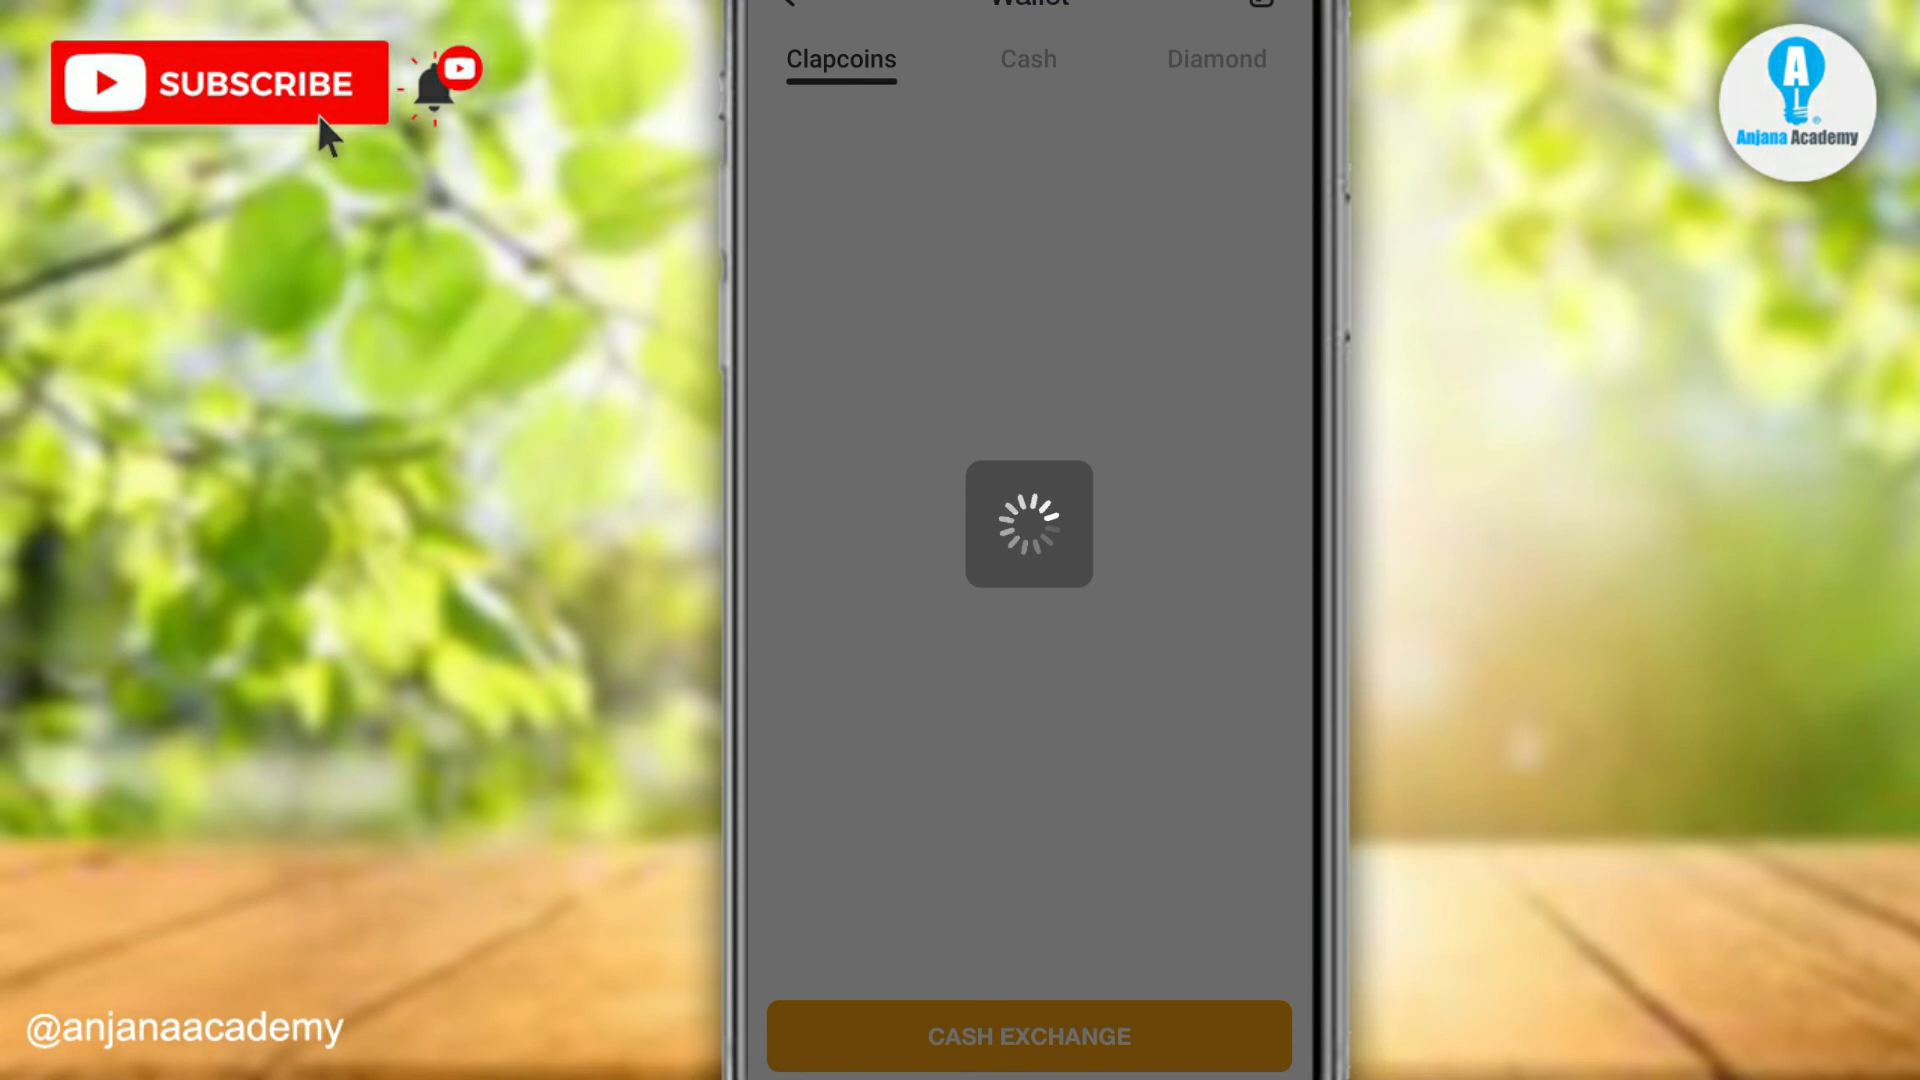 Wallet
Clapcoins
Cash
Diamond
SUBSCRIBE
A
Anjana Academy
CASH EXCHANGE
@anjanaacademy